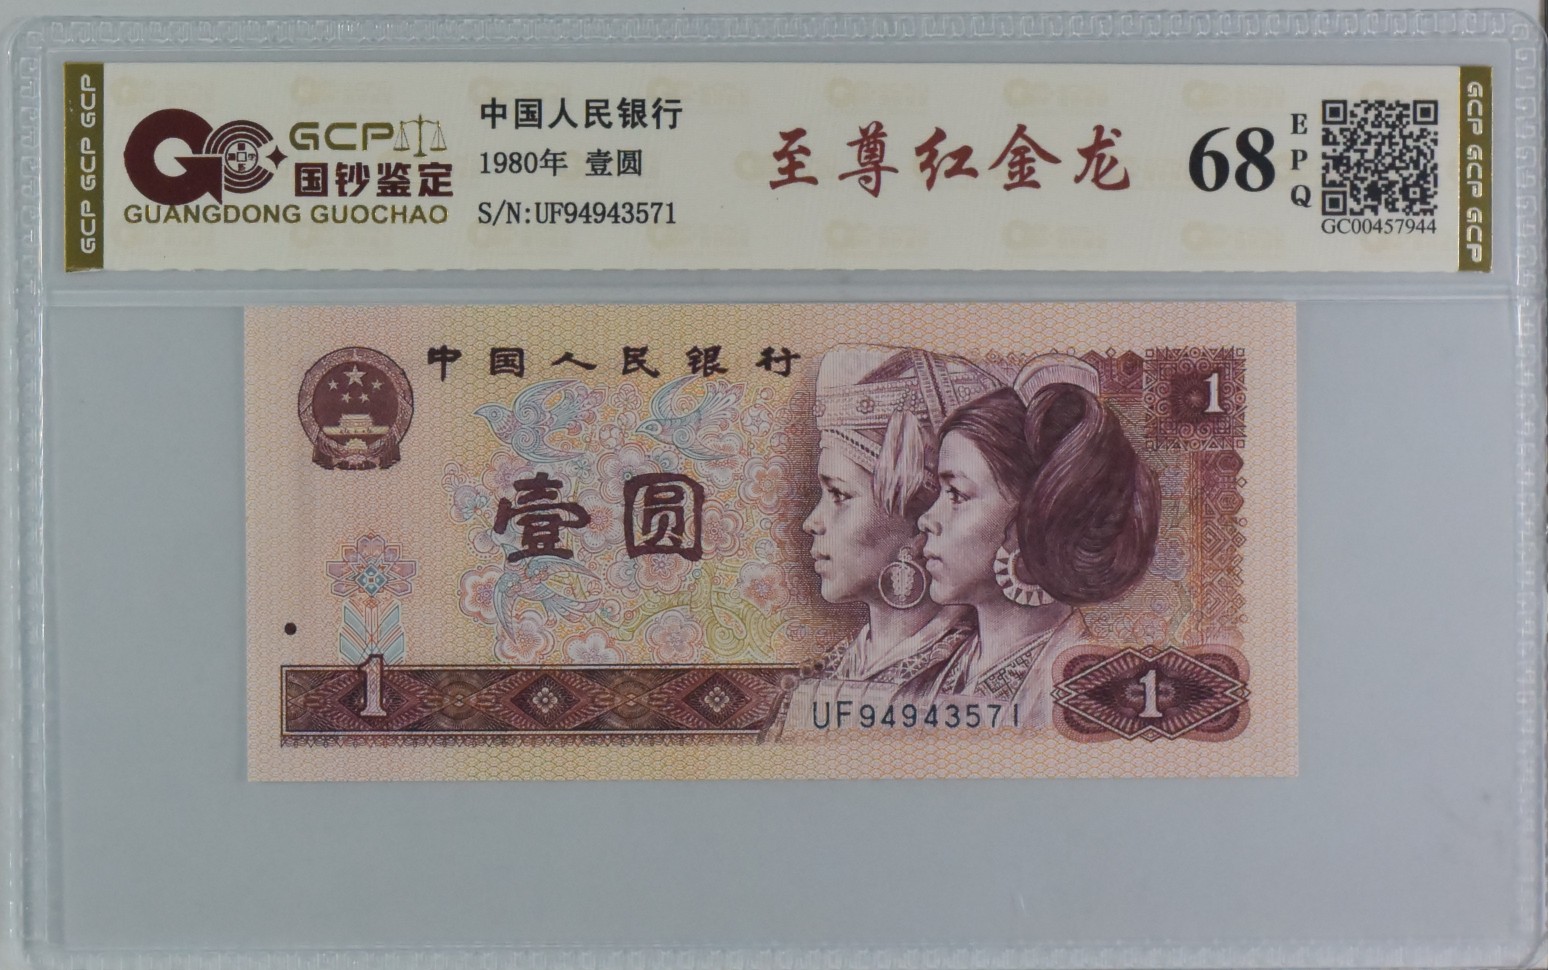 GCP GCP GCP
GCP
国钞鉴定
GUANGDONG GUOCHAO
中国人民银行
1980年 壹圆
S/N:UF94943571
至尊红金龙
68
EPQ
GC00457944
GCP GCP GCP
中国人民银行
1
壹圆
1
UF94943571
1